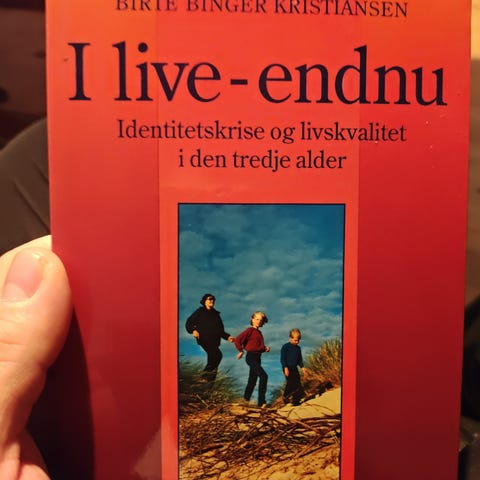 BIRTE BINGER KRISTIANSEN
I live - endnu
Identitetskrise og livskvalitet
i den tredje alder